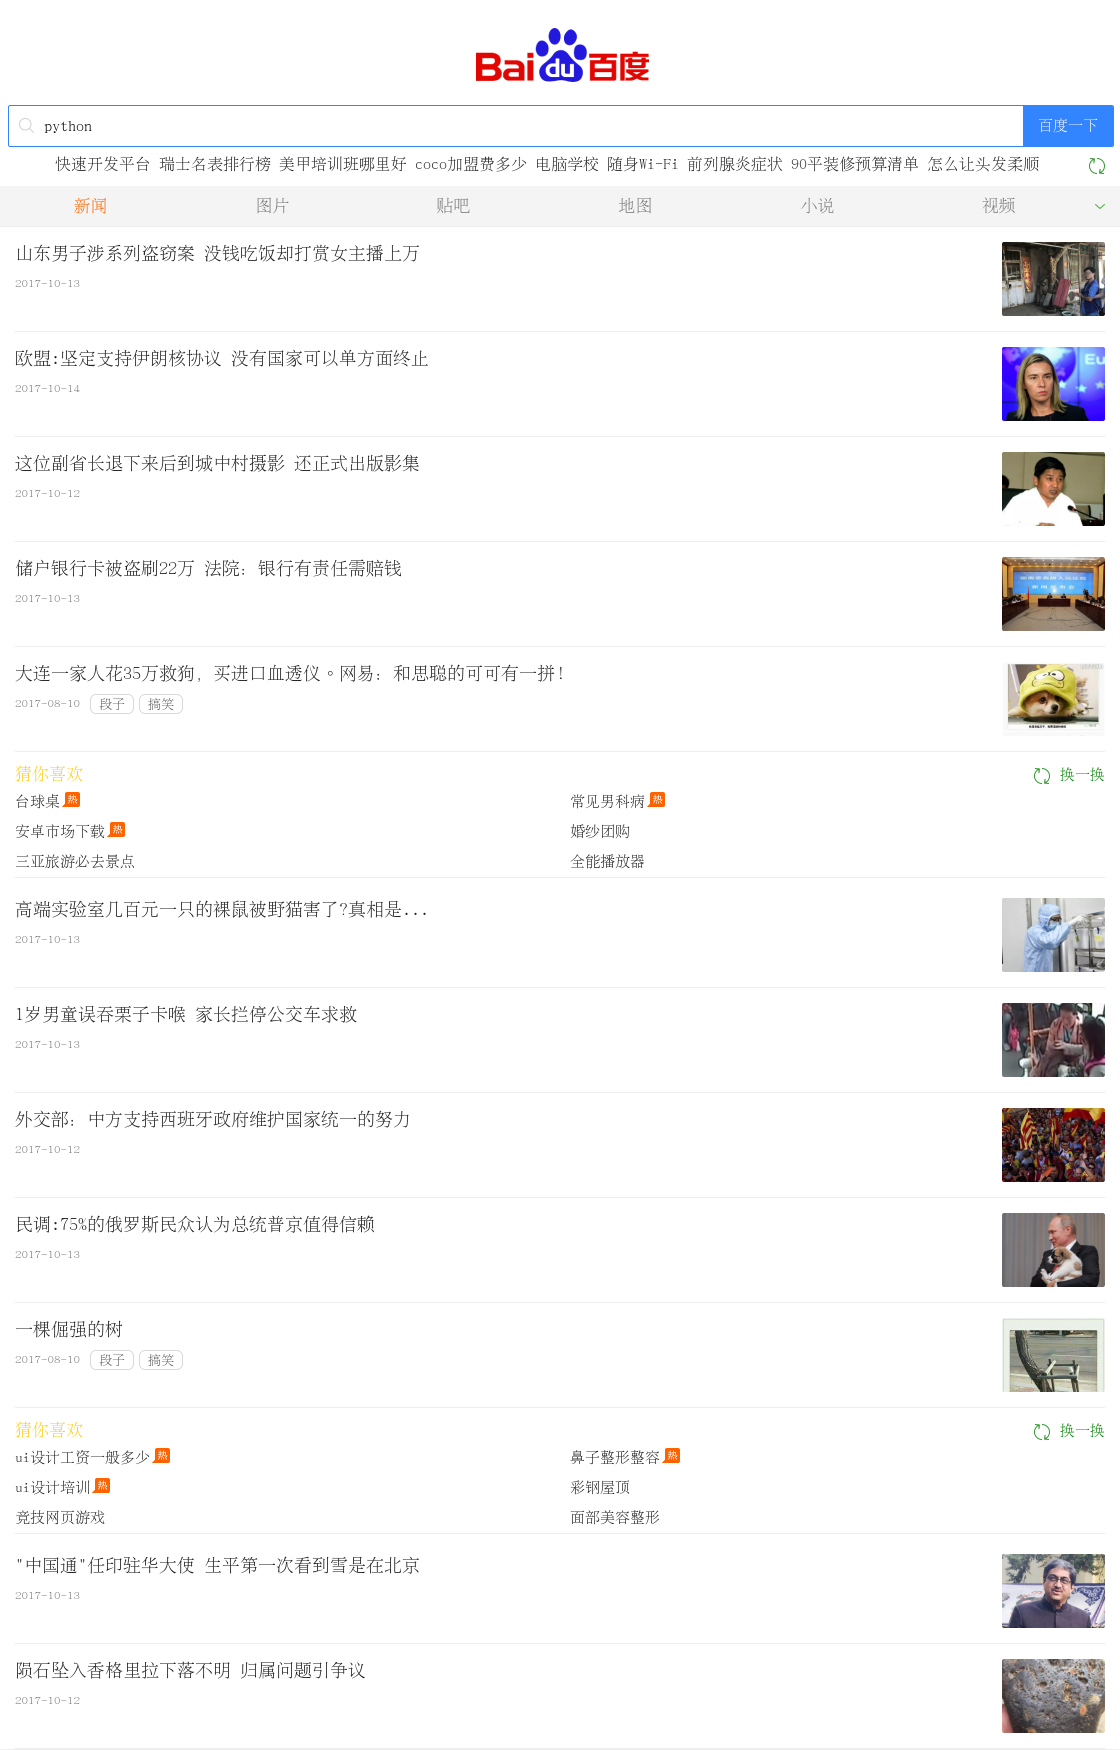 Bai du 百度
python 百度一下
快速开发平台 瑞士名表排行榜 美甲培训班哪里好 coco加盟费多少 电脑学校 随身Wi-Fi 前列腺炎症状 90平装修预算清单 怎么让头发柔顺
新闻 图片 贴吧 地图 小说 视频
山东男子涉系列盗窃案 没钱吃饭却打赏女主播上万
2017-10-13
欧盟:坚定支持伊朗核协议 没有国家可以单方面终止
2017-10-14
这位副省长退下来后到城中村摄影 还正式出版影集
2017-10-12
储户银行卡被盗刷22万 法院: 银行有责任需赔钱
2017-10-13
大连一家人花35万救狗, 买进口血透仪。网易: 和思聪的可可有一拼!
2017-08-10 段子 搞笑
猜你喜欢 换一换
台球桌 热 常见男科病 热
安卓市场下载 热 婚纱团购
三亚旅游必去景点 全能播放器
高端实验室几百元一只的裸鼠被野猫害了?真相是...
2017-10-13
1岁男童误吞栗子卡喉 家长拦停公交车求救
2017-10-13
外交部: 中方支持西班牙政府维护国家统一的努力
2017-10-12
民调:75%的俄罗斯民众认为总统普京值得信赖
2017-10-13
一棵倔强的树
2017-08-10 段子 搞笑
猜你喜欢 换一换
ui设计工资一般多少 热 鼻子整形整容 热
ui设计培训 热 彩钢屋顶
竞技网页游戏 面部美容整形
"中国通"任印驻华大使 生平第一次看到雪是在北京
2017-10-13
陨石坠入香格里拉下落不明 归属问题引争议
2017-10-12